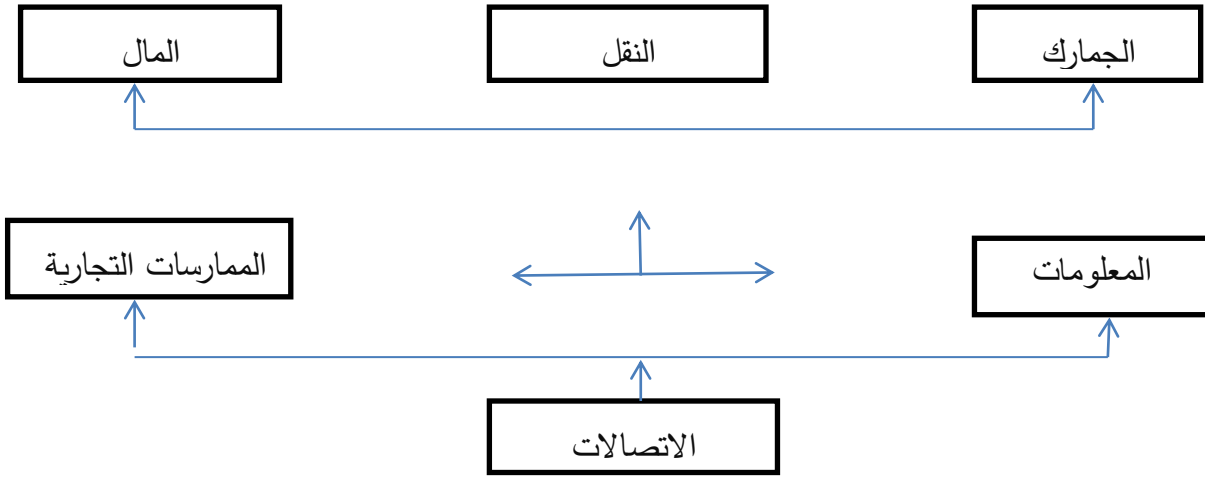 الجمارك
النقل
المال
المعلومات
الممارسات التجارية
الاتصالات